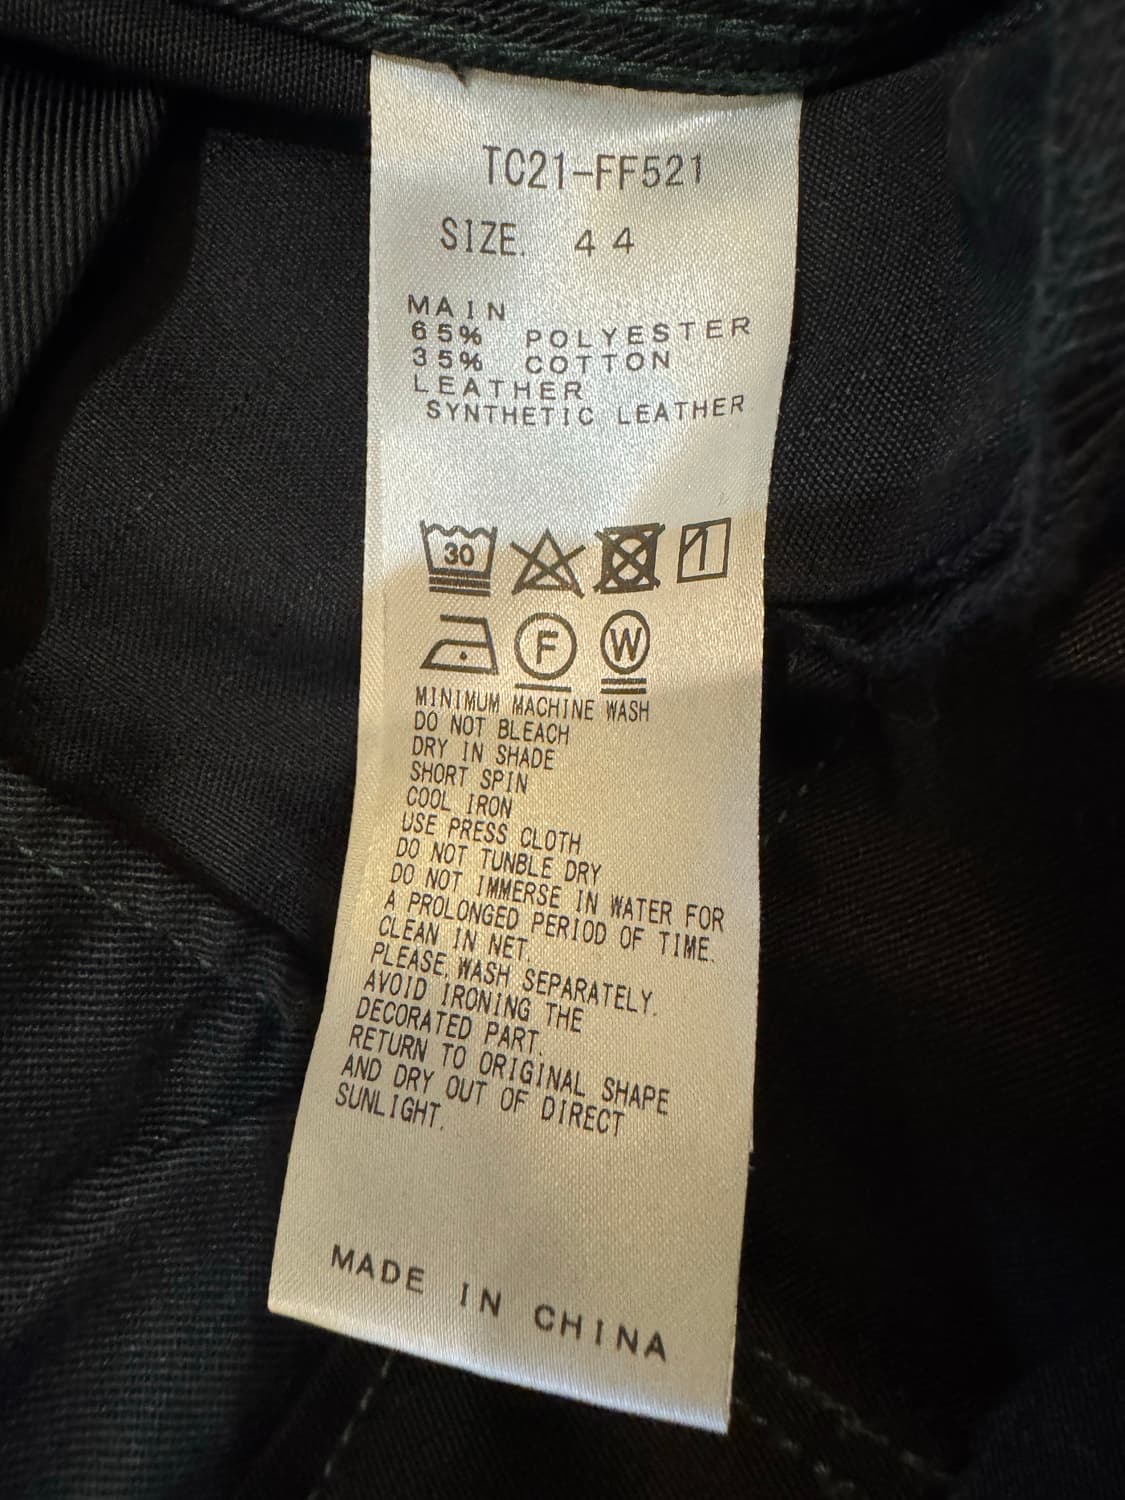 TC21-FF521
SIZE. 44
MAIN
65% POLYESTER
35% COTTON
LEATHER
SYNTHETIC LEATHER
30
F W
MINIMUM MACHINE WASH
DO NOT BLEACH
DRY IN SHADE
SHORT SPIN
COOL IRON
USE PRESS CLOTH
DO NOT TUNBLE DRY
DO NOT IMMERSE IN WATER FOR
A PROLONGED PERIOD OF TIME.
CLEAN IN NET.
PLEASE, WASH SEPARATELY.
AVOID IRONING THE
DECORATED PART.
RETURN TO ORIGINAL SHAPE
AND DRY OUT OF DIRECT
SUNLIGHT.
MADE IN CHINA